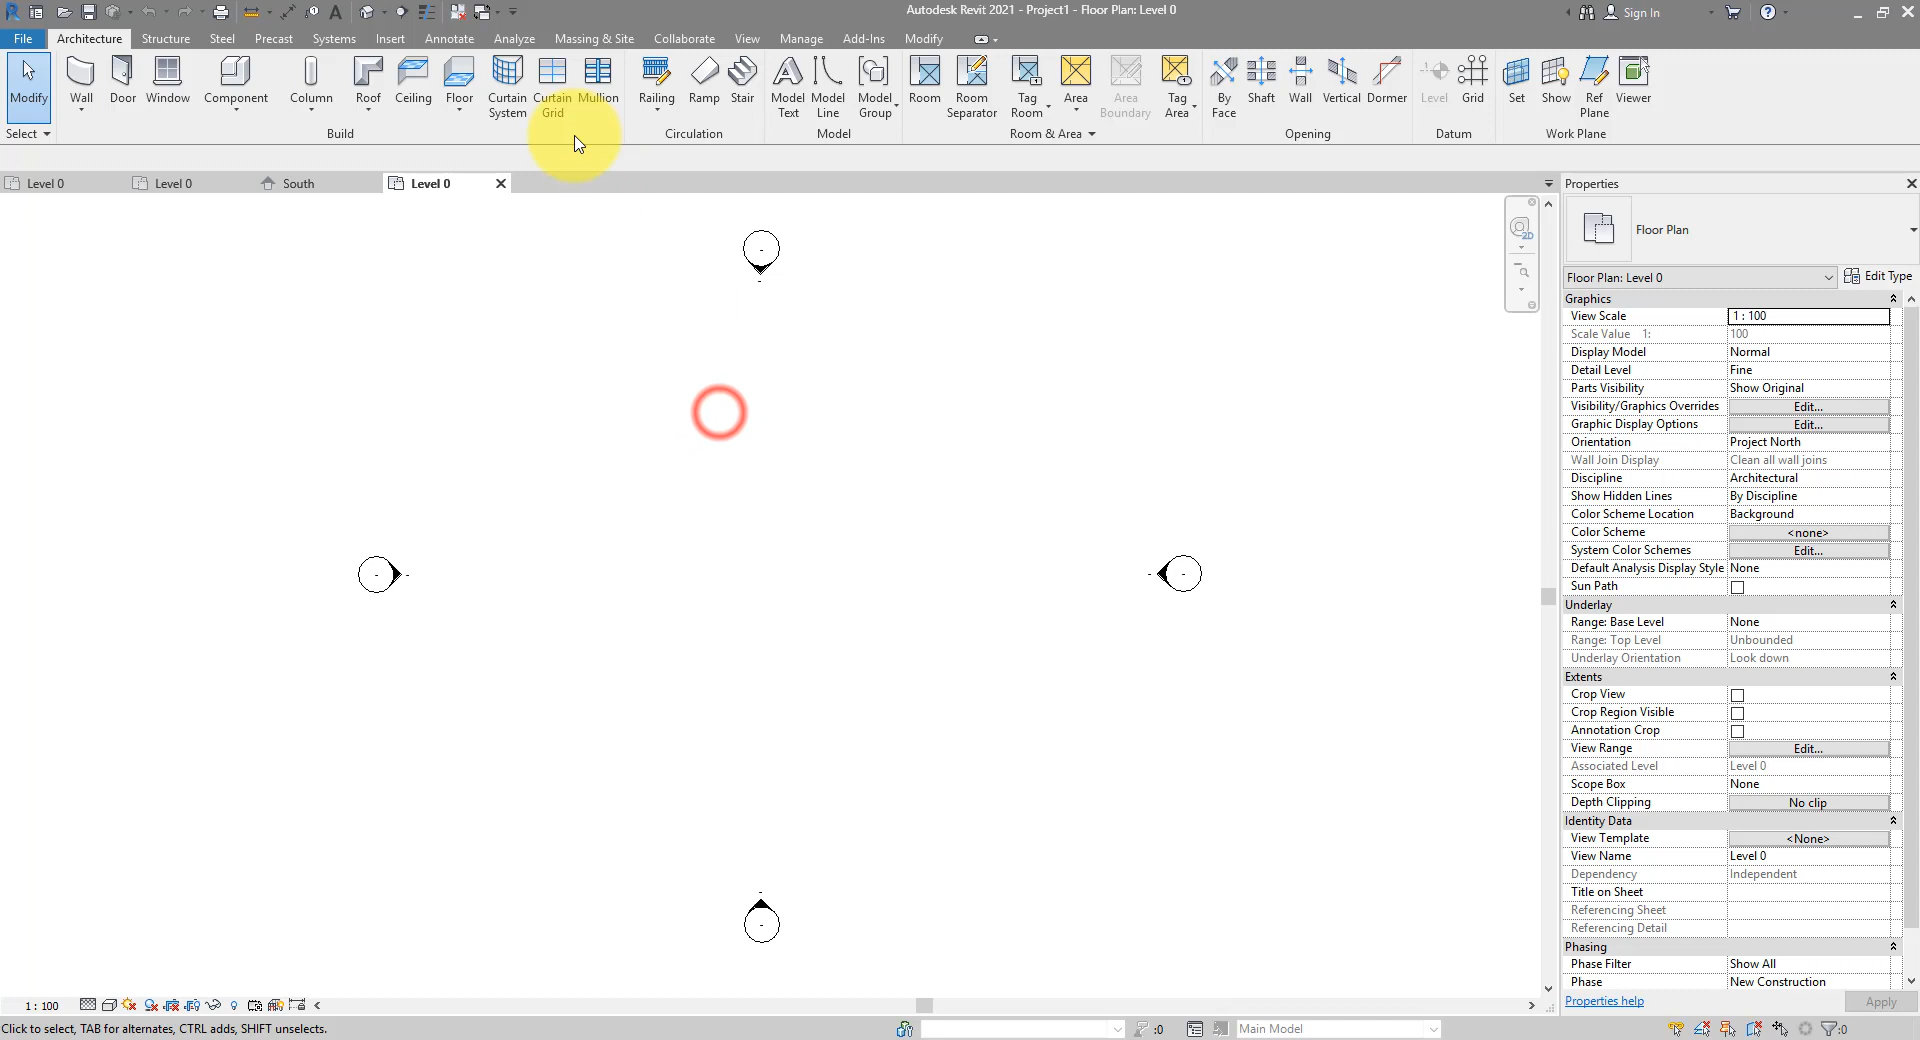 Autodesk Revit 2021 - Project1 - Floor Plan: Level 0
Sign In
File Architecture Structure Steel Precast Systems Insert Annotate Analyze Massing & Site Collaborate View Manage Add-Ins Modify
Modify
Wall
Door
Window
Component
Column
Roof
Ceiling
Floor
Curtain System
Curtain Grid
Mullion
Railing
Ramp
Stair
Model Text
Model Line
Model Group
Room
Room Separator
Tag Room
Area
Area Boundary
Tag Area
By Face
Shaft
Wall
Vertical
Dormer
Level
Grid
Set
Show
Ref Plane
Viewer
Select
Build
Circulation
Model
Room & Area
Opening
Datum
Work Plane
Level 0
Level 0
South
Level 0
Properties
Floor Plan
Floor Plan: Level 0
Edit Type
Graphics
View Scale 1 : 100
Scale Value 1: 100
Display Model Normal
Detail Level Fine
Parts Visibility Show Original
Visibility/Graphics Overrides Edit...
Graphic Display Options Edit...
Orientation Project North
Wall Join Display Clean all wall joins
Discipline Architectural
Show Hidden Lines By Discipline
Color Scheme Location Background
Color Scheme <none>
System Color Schemes Edit...
Default Analysis Display Style None
Sun Path
Underlay
Range: Base Level None
Range: Top Level Unbounded
Underlay Orientation Look down
Extents
Crop View
Crop Region Visible
Annotation Crop
View Range Edit...
Associated Level Level 0
Scope Box None
Depth Clipping No clip
Identity Data
View Template <None>
View Name Level 0
Dependency Independent
Title on Sheet
Referencing Sheet
Referencing Detail
Phasing
Phase Filter Show All
Phase New Construction
Properties help
Apply
1 : 100
Click to select, TAB for alternates, CTRL adds, SHIFT unselects.
:0
Main Model
:0